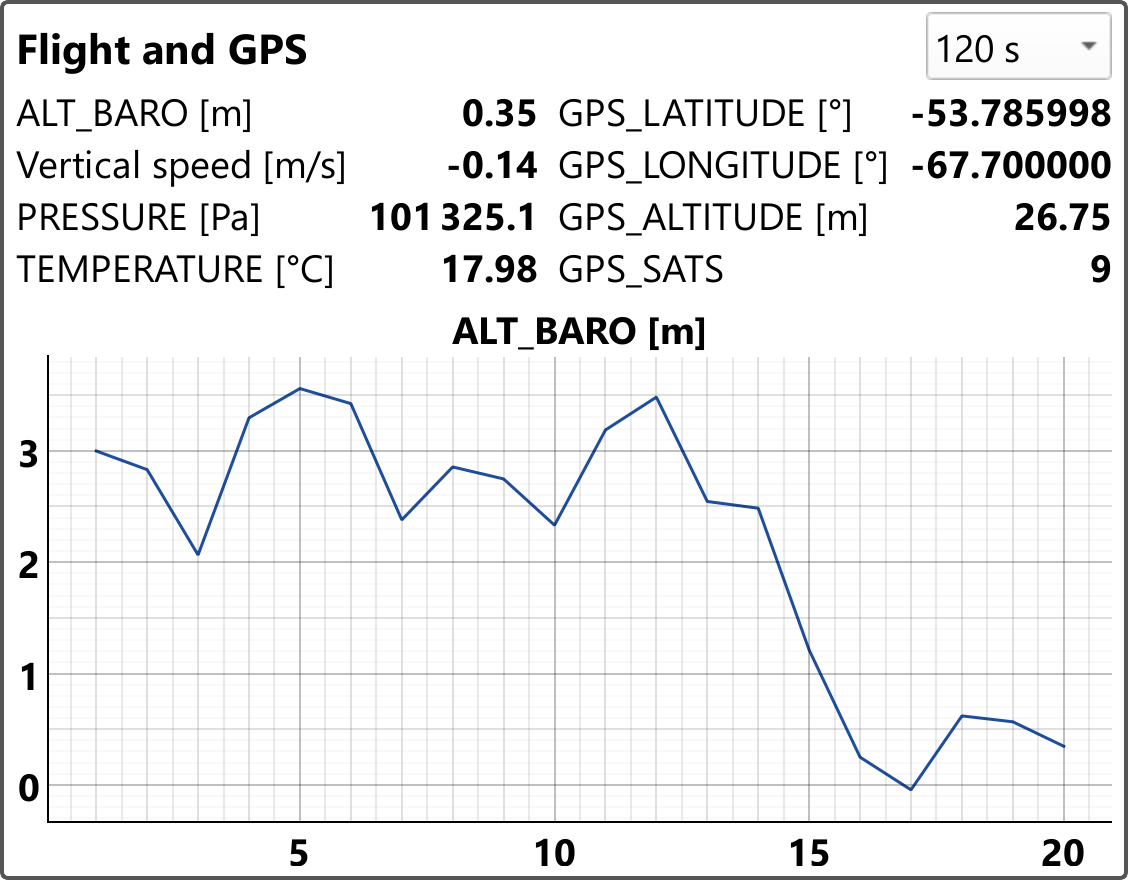 Flight and GPS
120 s
ALT_BARO [m] 0.35 GPS_LATITUDE [°] -53.785998
Vertical speed [m/s] -0.14 GPS_LONGITUDE [°] -67.700000
PRESSURE [Pa] 101 325.1 GPS_ALTITUDE [m] 26.75
TEMPERATURE [°C] 17.98 GPS_SATS 9
ALT_BARO [m]
3
2
1
0
5 10 15 20